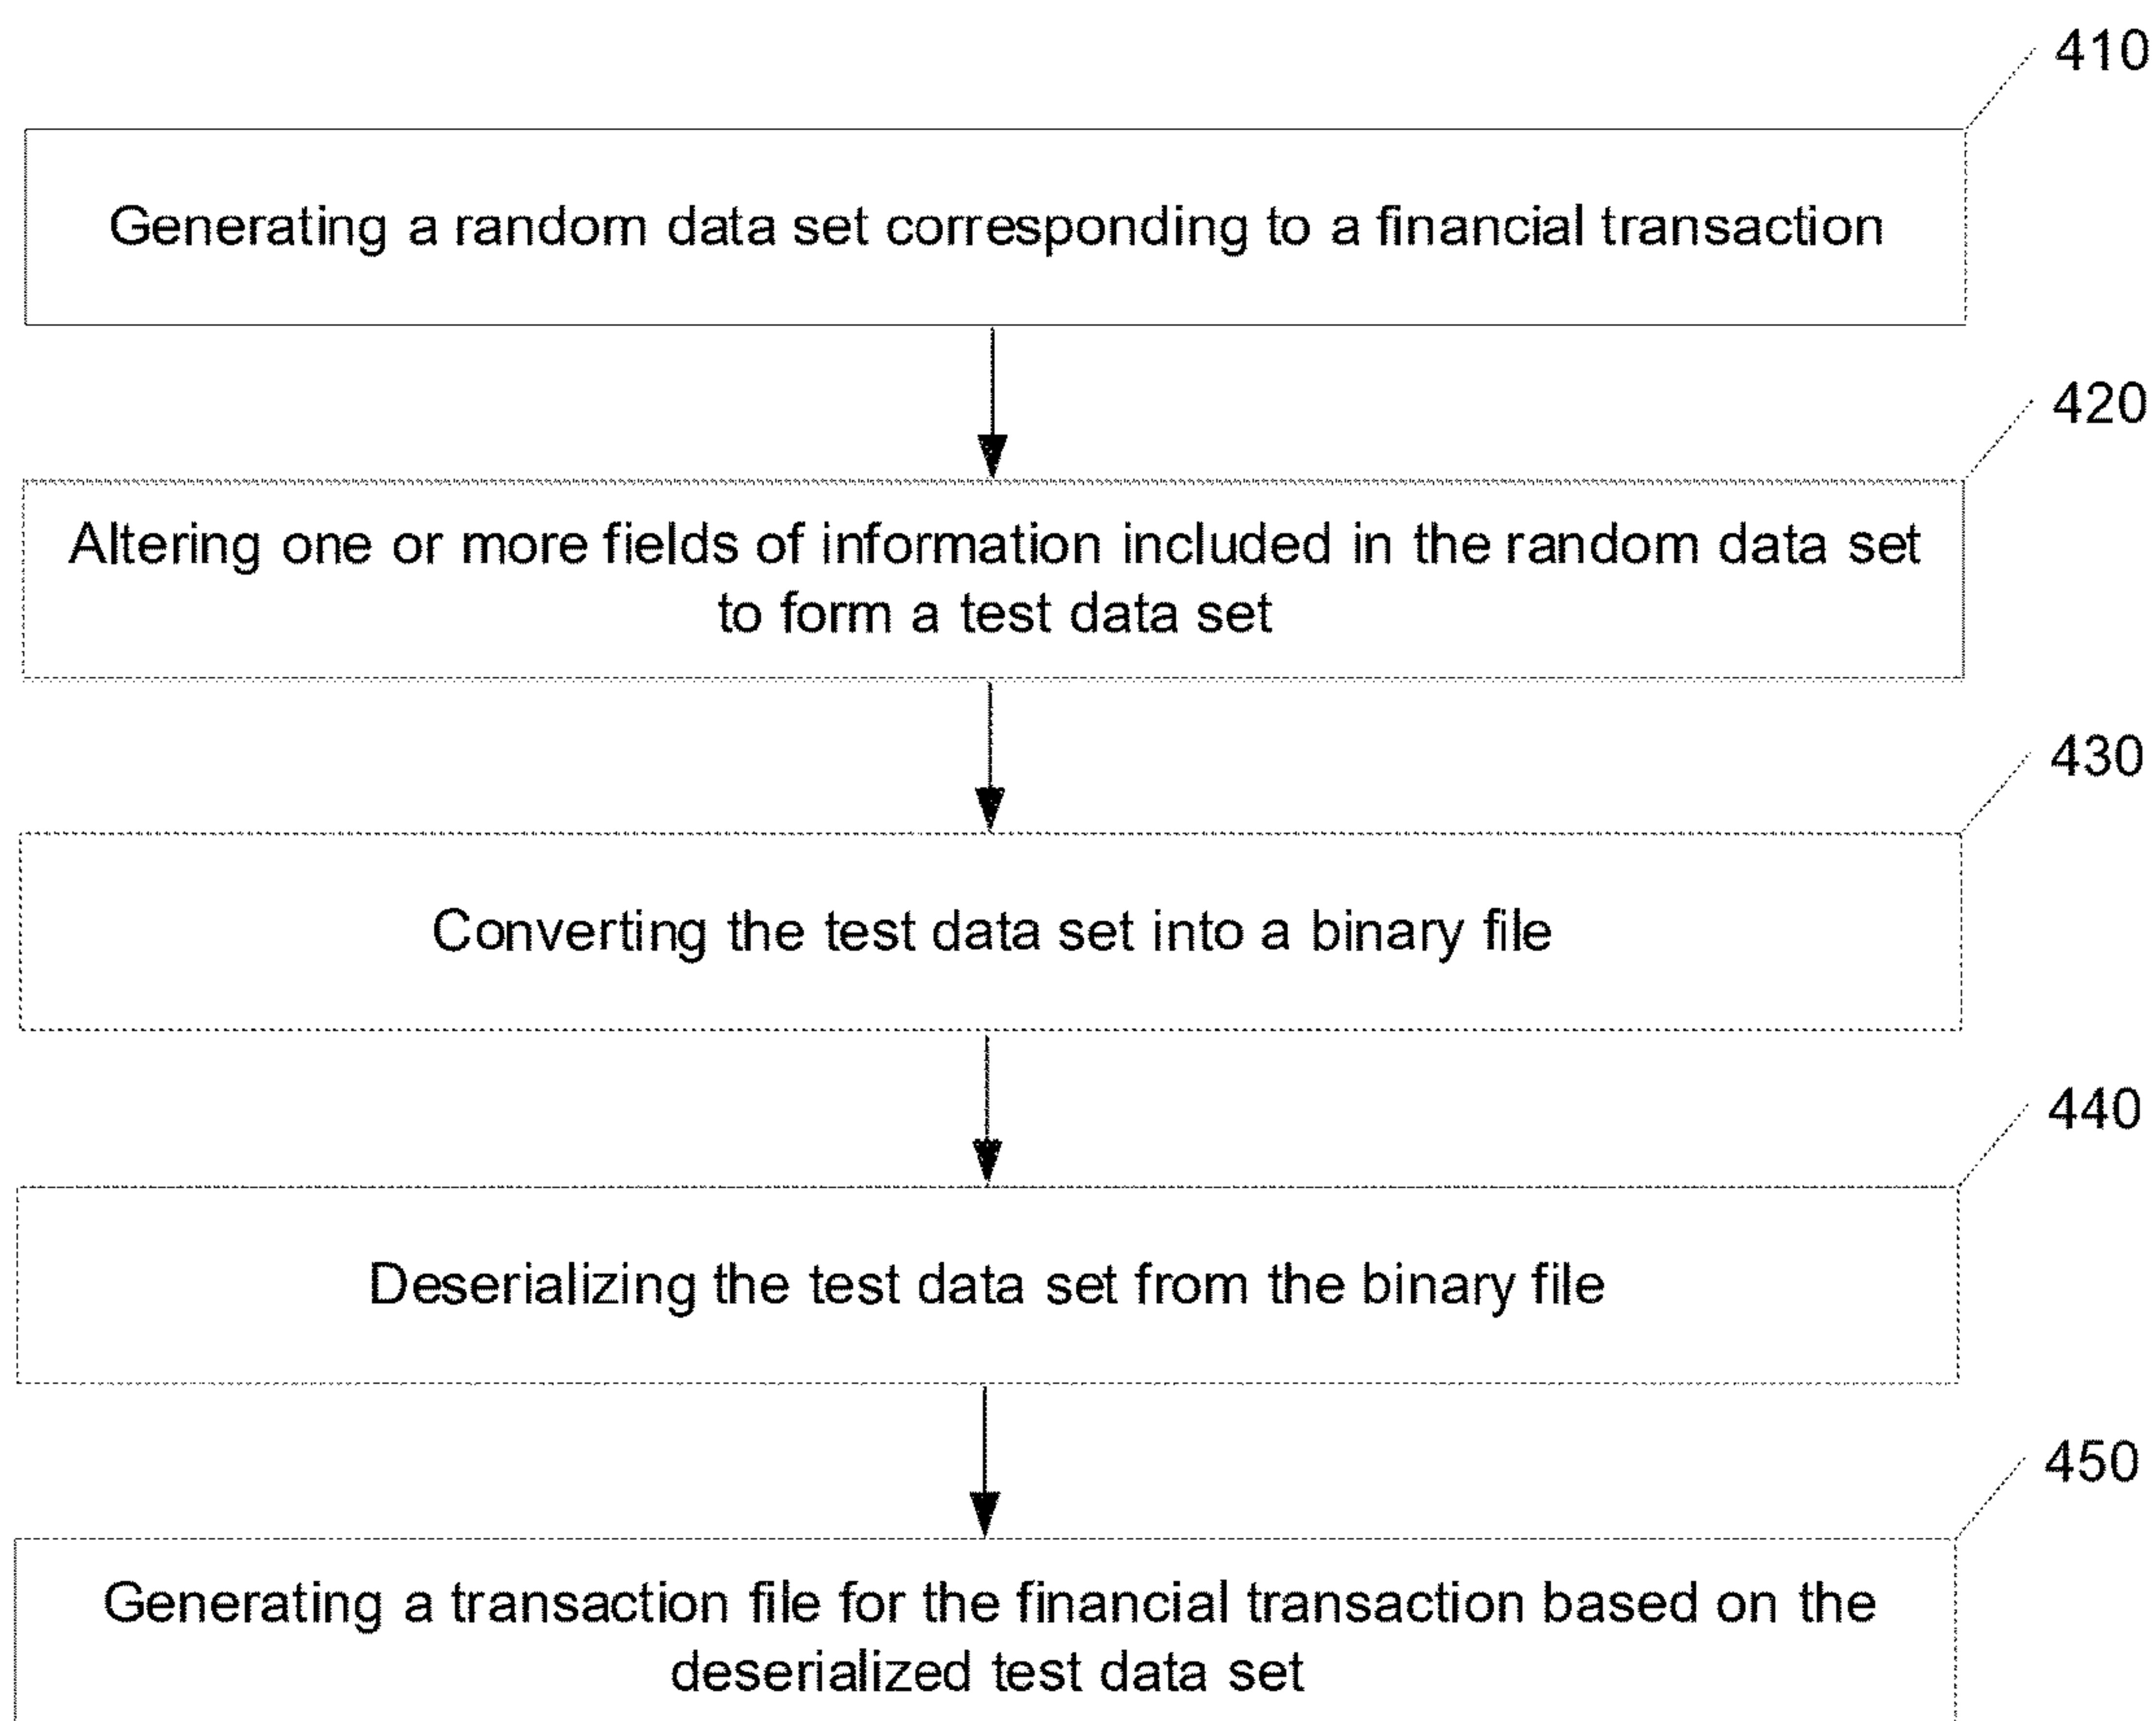 410
Generating a random data set corresponding to a financial transaction
420
Altering one or more fields of information included in the random data set
to form a test data set
430
Converting the test data set into a binary file
440
Deserializing the test data set from the binary file
450
Generating a transaction file for the financial transaction based on the
deserialized test data set